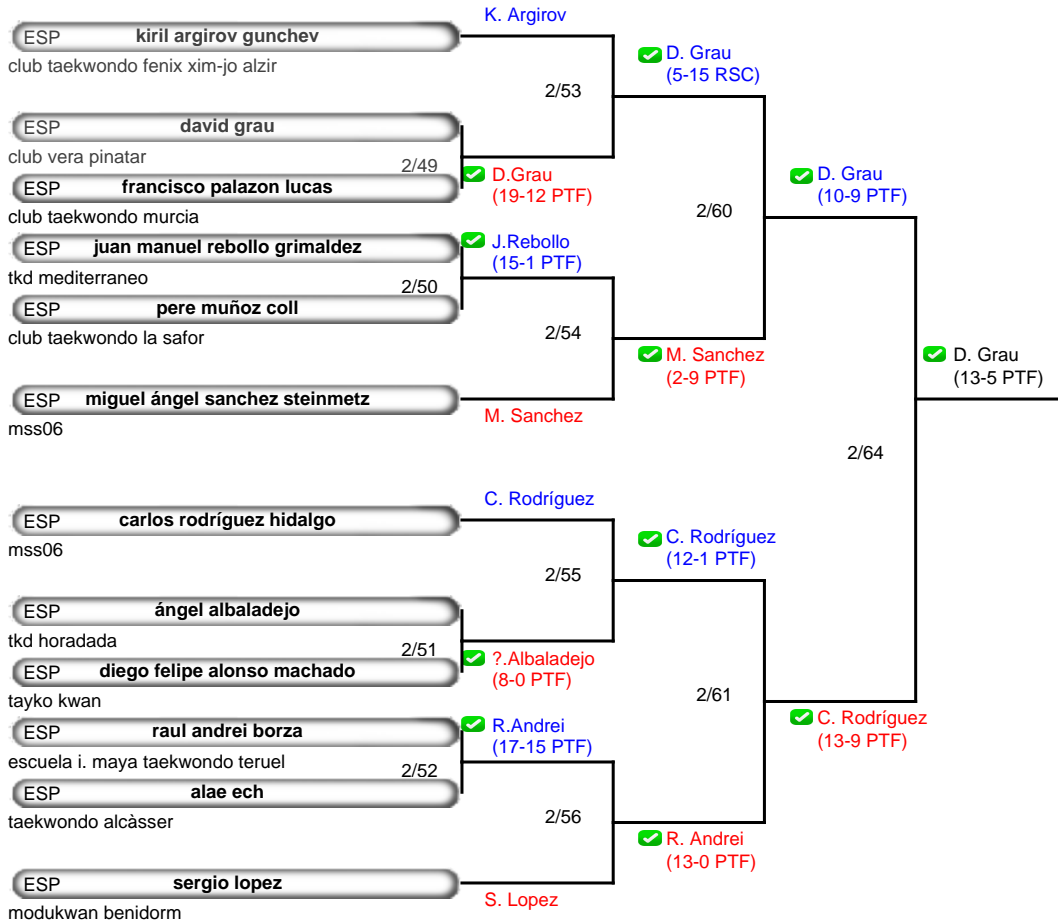 K. Argirov
ESP kiril argirov gunchev
club taekwondo fenix xim-jo alzir
D. Grau
(5-15 RSC)
2/53
ESP david grau
club vera pinatar
2/49
D.Grau
(19-12 PTF)
ESP francisco palazon lucas
club taekwondo murcia
D. Grau
(10-9 PTF)
2/60
ESP juan manuel rebollo grimaldez
J.Rebollo
(15-1 PTF)
tkd mediterraneo
2/50
ESP pere muñoz coll
club taekwondo la safor
2/54
M. Sanchez
(2-9 PTF)
D. Grau
(13-5 PTF)
ESP miguel ángel sanchez steinmetz
M. Sanchez
mss06
2/64
C. Rodríguez
ESP carlos rodríguez hidalgo
mss06
C. Rodríguez
(12-1 PTF)
2/55
ESP ángel albaladejo
tkd horadada
2/51
?.Albaladejo
(8-0 PTF)
ESP diego felipe alonso machado
tayko kwan
2/61
C. Rodríguez
(13-9 PTF)
ESP raul andrei borza
R.Andrei
(17-15 PTF)
escuela i. maya taekwondo teruel
2/52
ESP alae ech
taekwondo alcàsser
2/56
R. Andrei
(13-0 PTF)
ESP sergio lopez
S. Lopez
modukwan benidorm